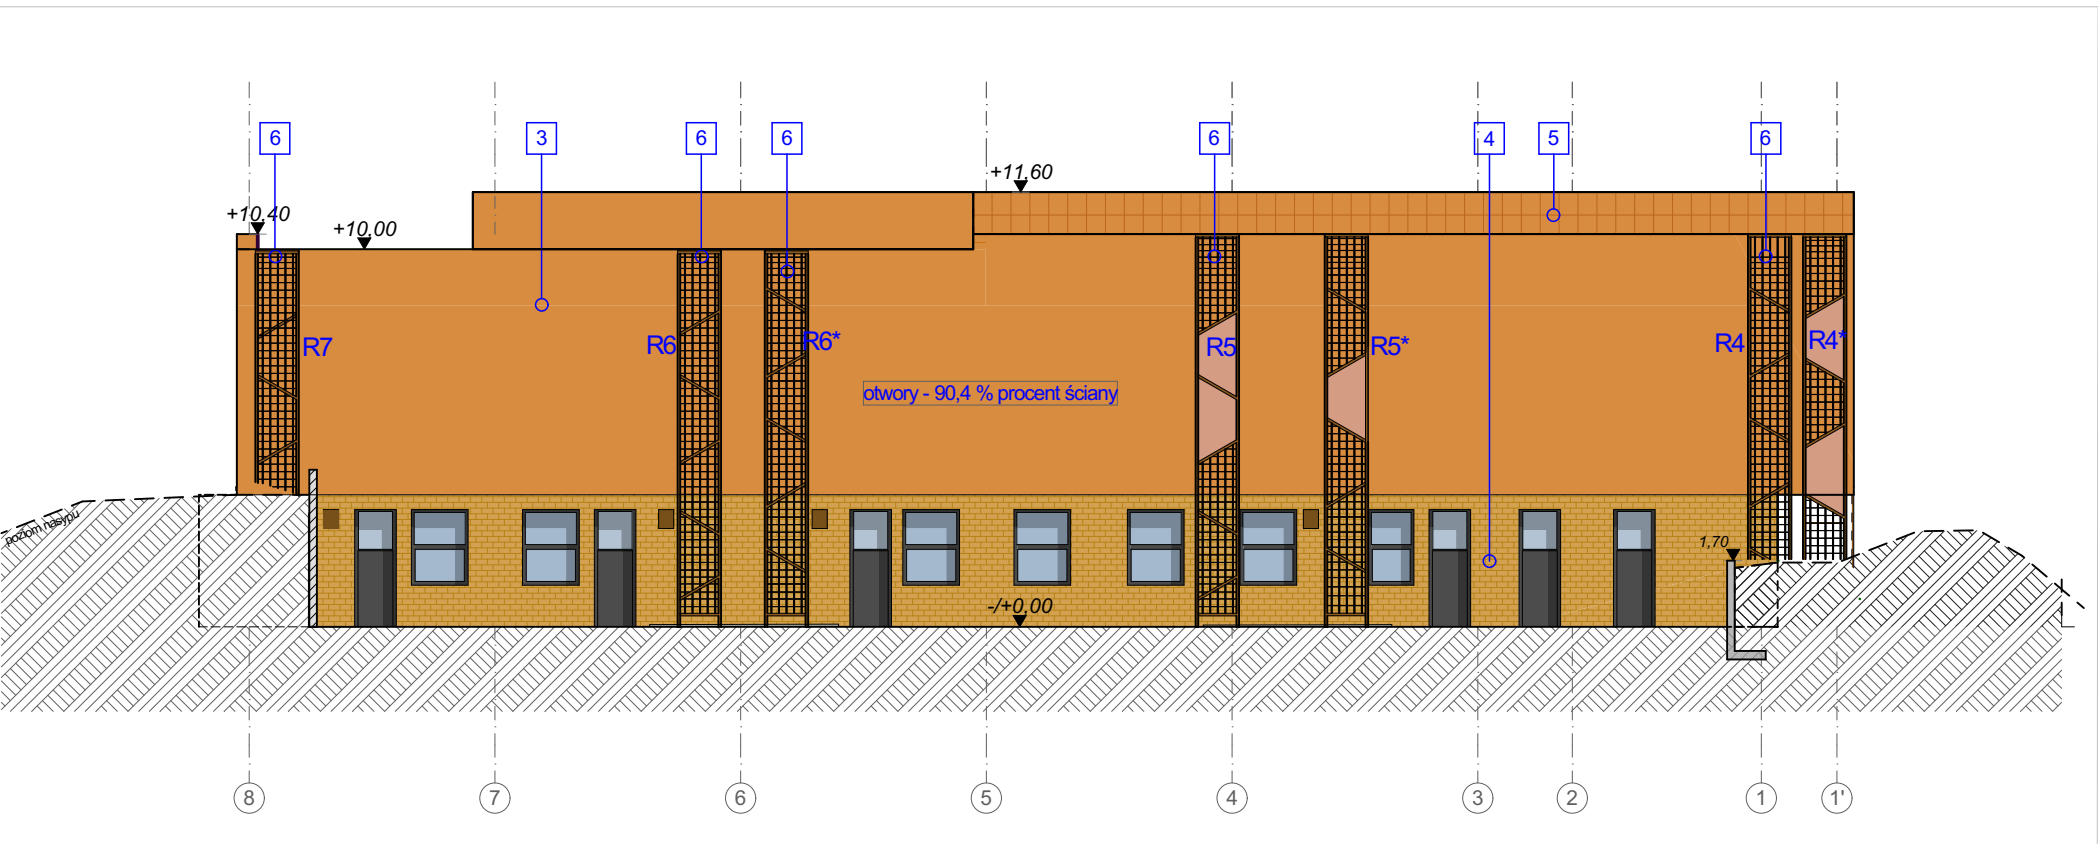 6
3
6
6
6
4
5
6
+11,60
+10,40
+10,00
R7
R6
R6*
R5
R5*
R4
R4*
otwory - 90,4 % procent ściany
poziom nasypu
1,70
-/+0,00
8
7
6
5
4
3
2
1
1'